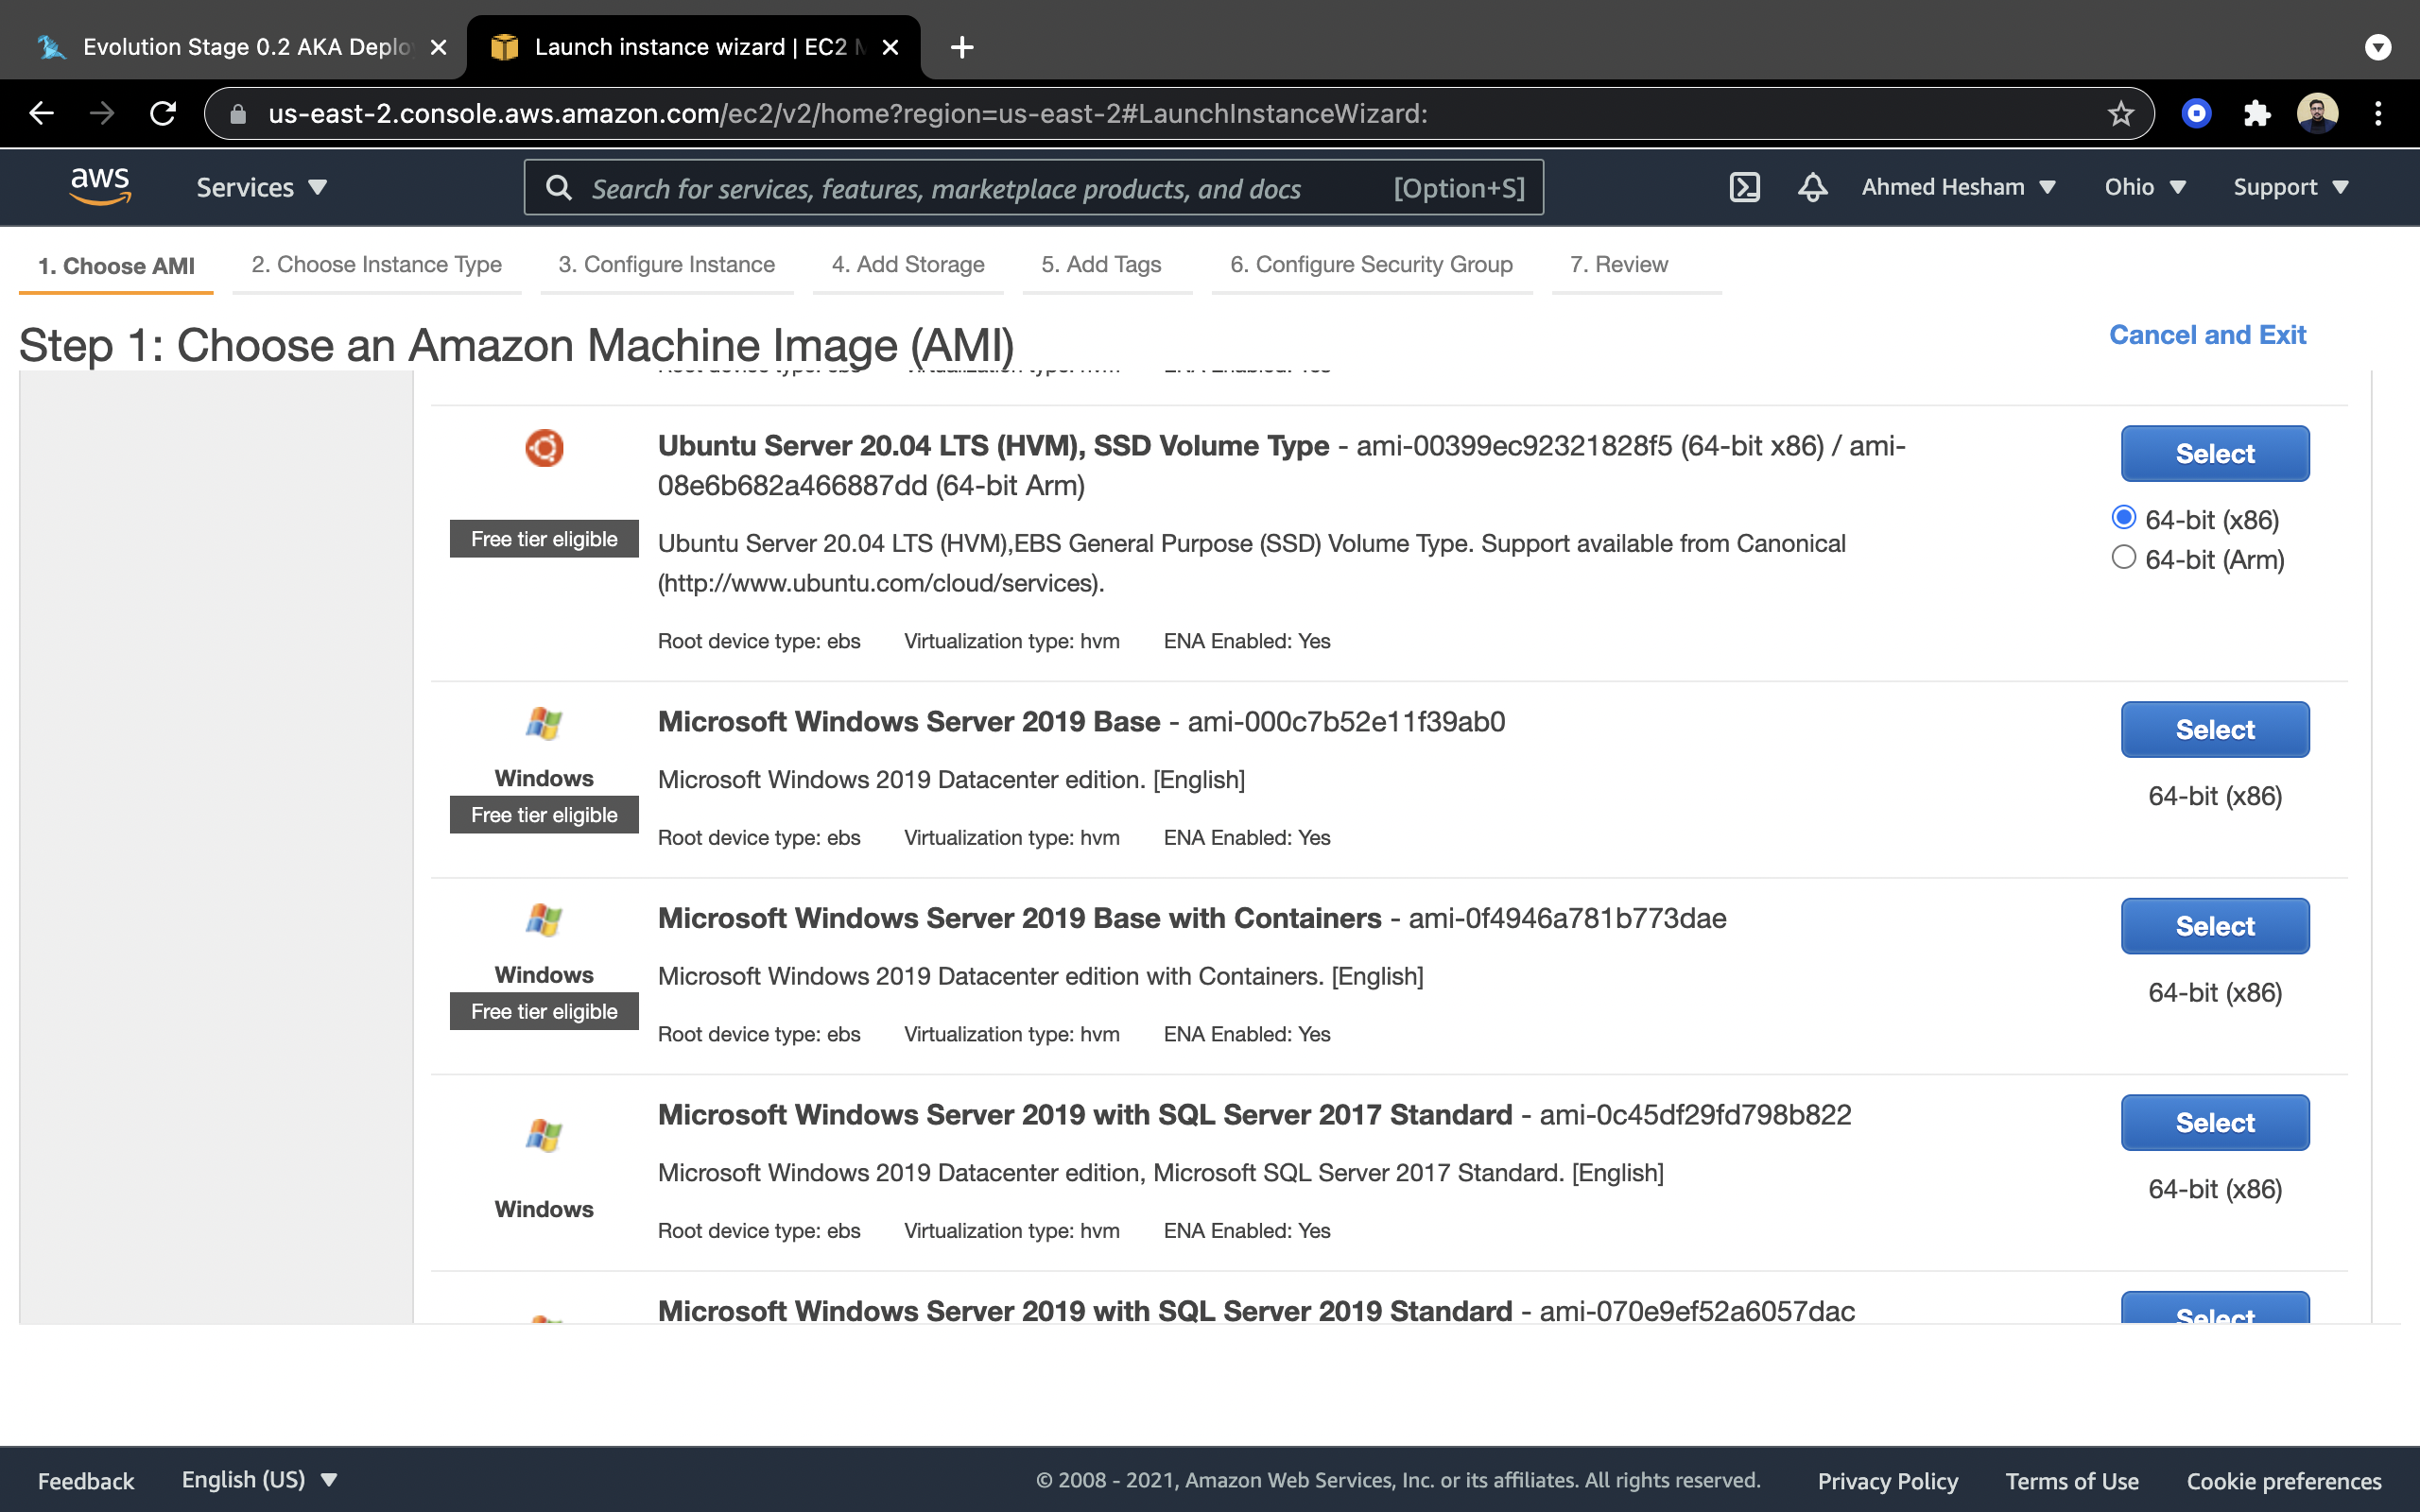 Evolution Stage 0.2 AKA Deplo
Launch instance wizard | EC2 M
us-east-2.console.aws.amazon.com/ec2/v2/home?region=us-east-2#LaunchInstanceWizard:
aws
Services
Search for services, features, marketplace products, and docs
[Option+S]
Ahmed Hesham
Ohio
Support
1. Choose AMI
2. Choose Instance Type
3. Configure Instance
4. Add Storage
5. Add Tags
6. Configure Security Group
7. Review
Step 1: Choose an Amazon Machine Image (AMI)
Cancel and Exit
Root device type: ebs Virtualization type: hvm ENA Enabled: Yes
Ubuntu Server 20.04 LTS (HVM), SSD Volume Type - ami-00399ec92321828f5 (64-bit x86) / ami-
08e6b682a466887dd (64-bit Arm)
Select
64-bit (x86)
64-bit (Arm)
Free tier eligible
Ubuntu Server 20.04 LTS (HVM),EBS General Purpose (SSD) Volume Type. Support available from Canonical
(http://www.ubuntu.com/cloud/services).
Root device type: ebs Virtualization type: hvm ENA Enabled: Yes
Microsoft Windows Server 2019 Base - ami-000c7b52e11f39ab0
Select
Windows
Free tier eligible
Microsoft Windows 2019 Datacenter edition. [English]
64-bit (x86)
Root device type: ebs Virtualization type: hvm ENA Enabled: Yes
Microsoft Windows Server 2019 Base with Containers - ami-0f4946a781b773dae
Select
Windows
Free tier eligible
Microsoft Windows 2019 Datacenter edition with Containers. [English]
64-bit (x86)
Root device type: ebs Virtualization type: hvm ENA Enabled: Yes
Microsoft Windows Server 2019 with SQL Server 2017 Standard - ami-0c45df29fd798b822
Select
Microsoft Windows 2019 Datacenter edition, Microsoft SQL Server 2017 Standard. [English]
64-bit (x86)
Windows
Root device type: ebs Virtualization type: hvm ENA Enabled: Yes
Microsoft Windows Server 2019 with SQL Server 2019 Standard - ami-070e9ef52a6057dac
Select
Feedback
English (US)
© 2008 - 2021, Amazon Web Services, Inc. or its affiliates. All rights reserved.
Privacy Policy
Terms of Use
Cookie preferences